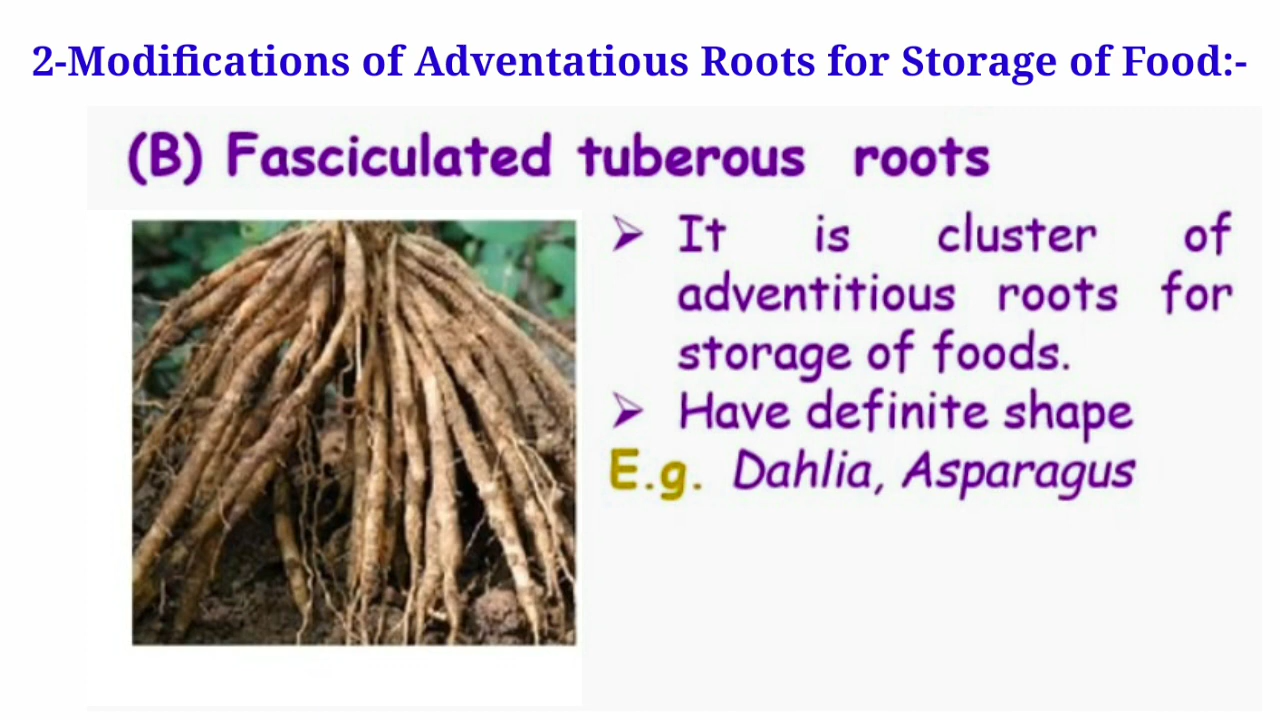 2-Modifications of Adventatious Roots for Storage of Food:-
(B) Fasciculated tuberous roots
➢ It is cluster of
adventitious roots for
storage of foods.
➢ Have definite shape
E.g. Dahlia, Asparagus